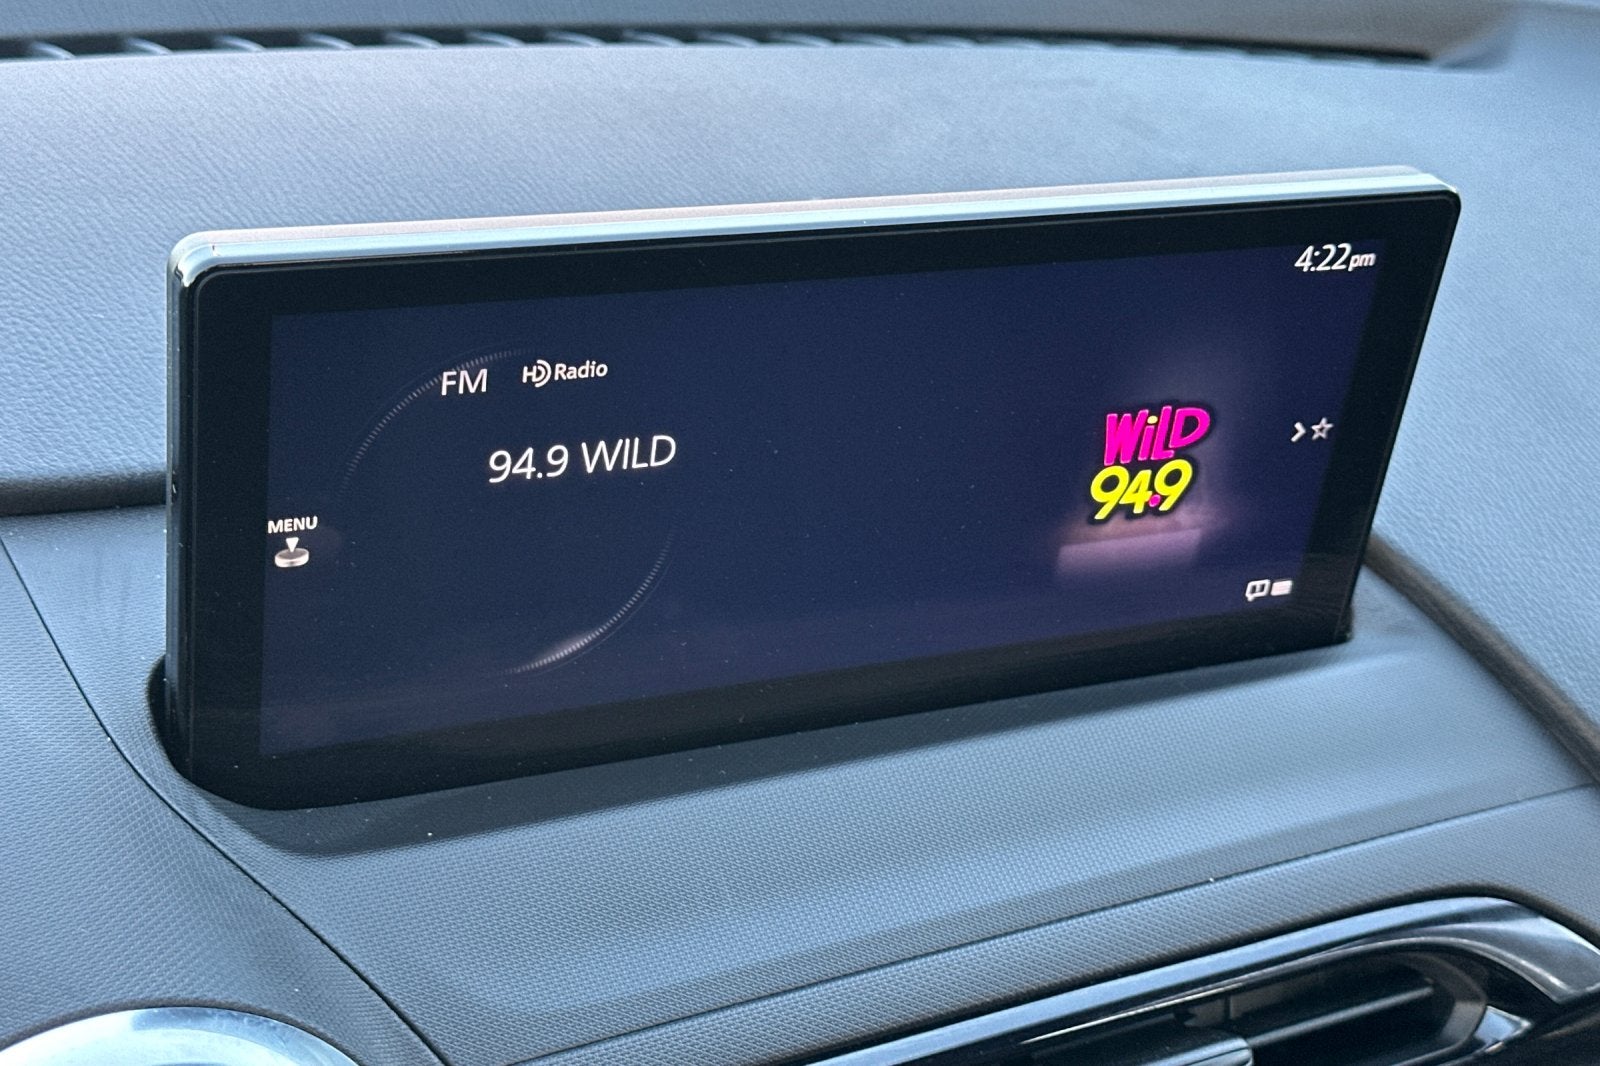 4:22pm
FM HD Radio
94.9 WILD
WiLD
94.9
MENU